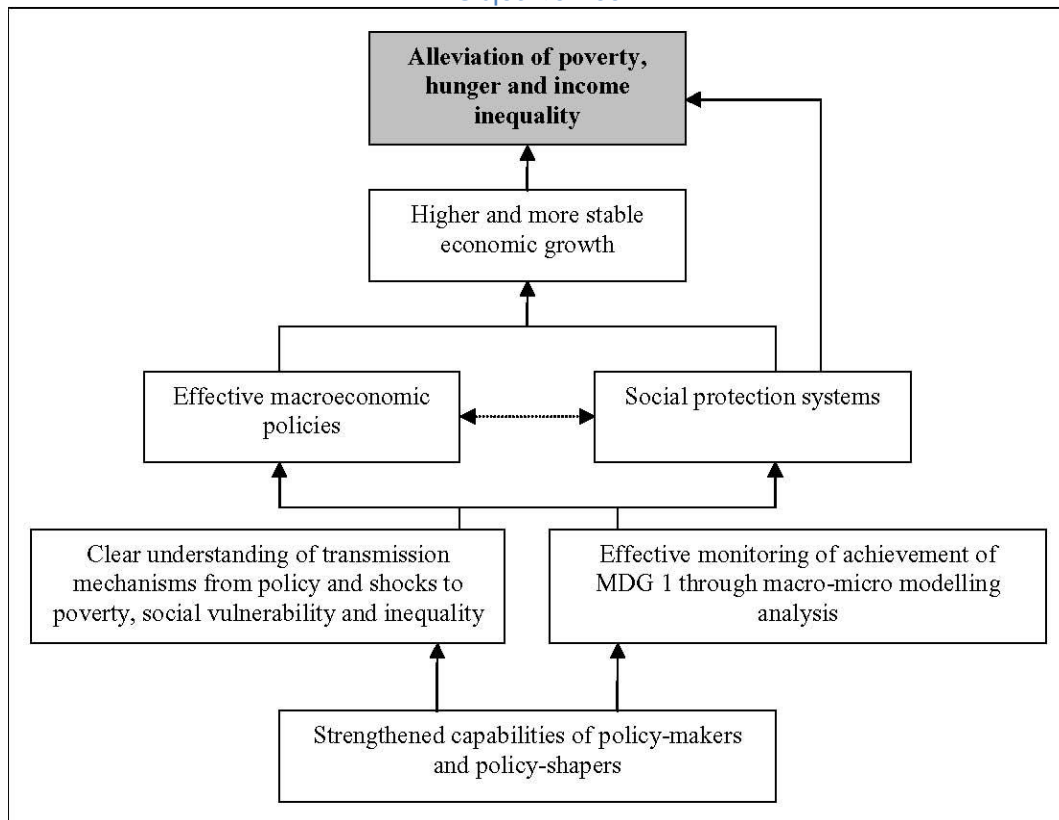 Alleviation of poverty,
hunger and income
inequality
Higher and more stable
economic growth
Effective macroeconomic
policies
Social protection systems
Clear understanding of transmission
mechanisms from policy and shocks to
poverty, social vulnerability and inequality
Effective monitoring of achievement of
MDG 1 through macro-micro modelling
analysis
Strengthened capabilities of policy-makers
and policy-shapers